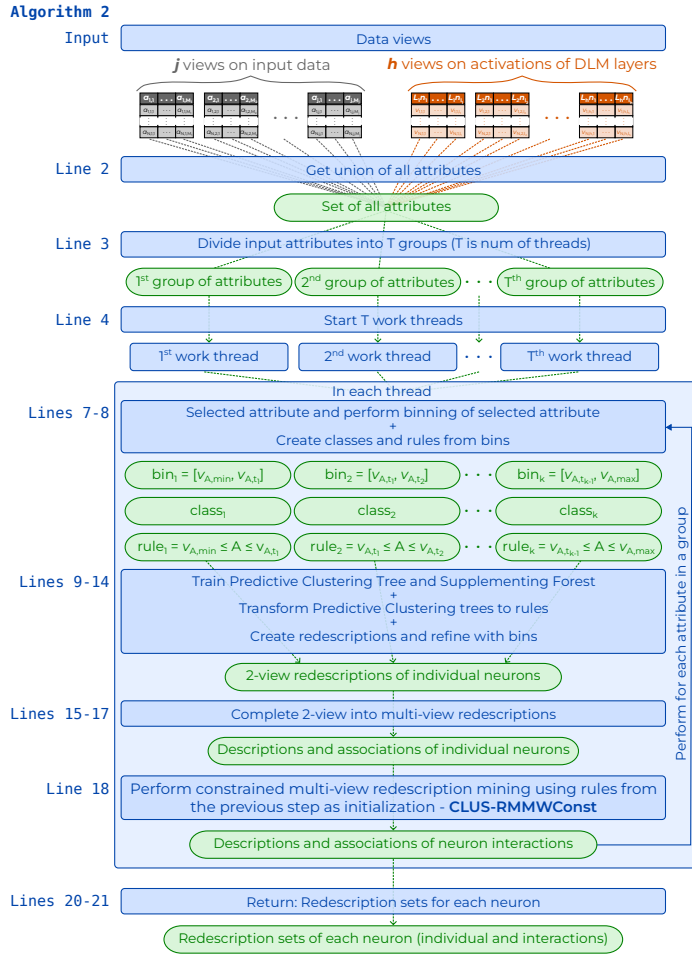 Algorithm 2
Input
Data views
j views on input data
h views on activations of DLM layers
Line 2
Get union of all attributes
Set of all attributes
Line 3
Divide input attributes into T groups (T is num of threads)
1st group of attributes
2nd group of attributes
· · ·
Tth group of attributes
Line 4
Start T work threads
1st work thread
2nd work thread
· · ·
Tth work thread
In each thread
Lines 7-8
Selected attribute and perform binning of selected attribute
+
Create classes and rules from bins
bin1 = [vA,min, vA,t1]
bin2 = [vA,t1, vA,t2]
· · ·
bink = [vA,tk-1, vA,max]
class1
class2
· · ·
classk
rule1 = vA,min ≤ A ≤ vA,t1
rule2 = vA,t1 ≤ A ≤ vA,t2
· · ·
rulek = vA,tk-1 ≤ A ≤ vA,max
Lines 9-14
Train Predictive Clustering Tree and Supplementing Forest
+
Transform Predictive Clustering trees to rules
+
Create redescriptions and refine with bins
2-view redescriptions of individual neurons
Lines 15-17
Complete 2-view into multi-view redescriptions
Descriptions and associations of individual neurons
Line 18
Perform constrained multi-view redescription mining using rules from
the previous step as initialization - CLUS-RMMWConst
Descriptions and associations of neuron interactions
Perform for each attribute in a group
Lines 20-21
Return: Redescription sets for each neuron
Redescription sets of each neuron (individual and interactions)